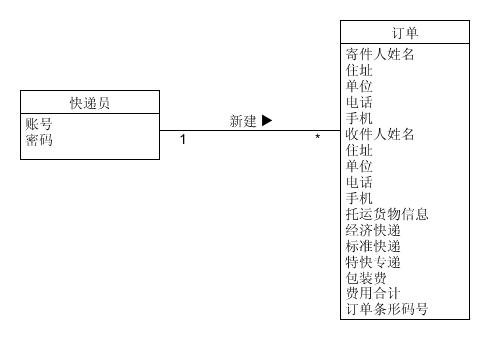 快递员
账号
密码
新建 ▶
1
*
订单
寄件人姓名
住址
单位
电话
手机
收件人姓名
住址
单位
电话
手机
托运货物信息
经济快递
标准快递
特快专递
包装费
费用合计
订单条形码号